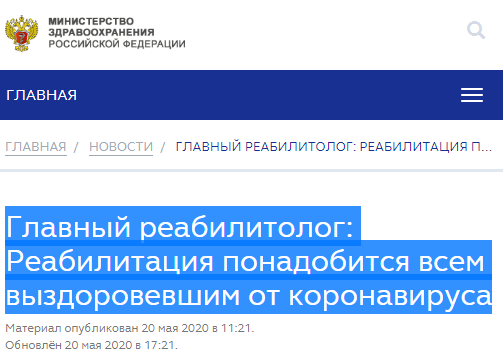 МИНИСТЕРСТВО
ЗДРАВООХРАНЕНИЯ
РОССИЙСКОЙ ФЕДЕРАЦИИ
ГЛАВНАЯ
ГЛАВНАЯ / НОВОСТИ / ГЛАВНЫЙ РЕАБИЛИТОЛОГ: РЕАБИЛИТАЦИЯ П...
Главный реабилитолог:
Реабилитация понадобится всем
выздоровевшим от коронавируса
Материал опубликован 20 мая 2020 в 11:21.
Обновлён 20 мая 2020 в 17:21.